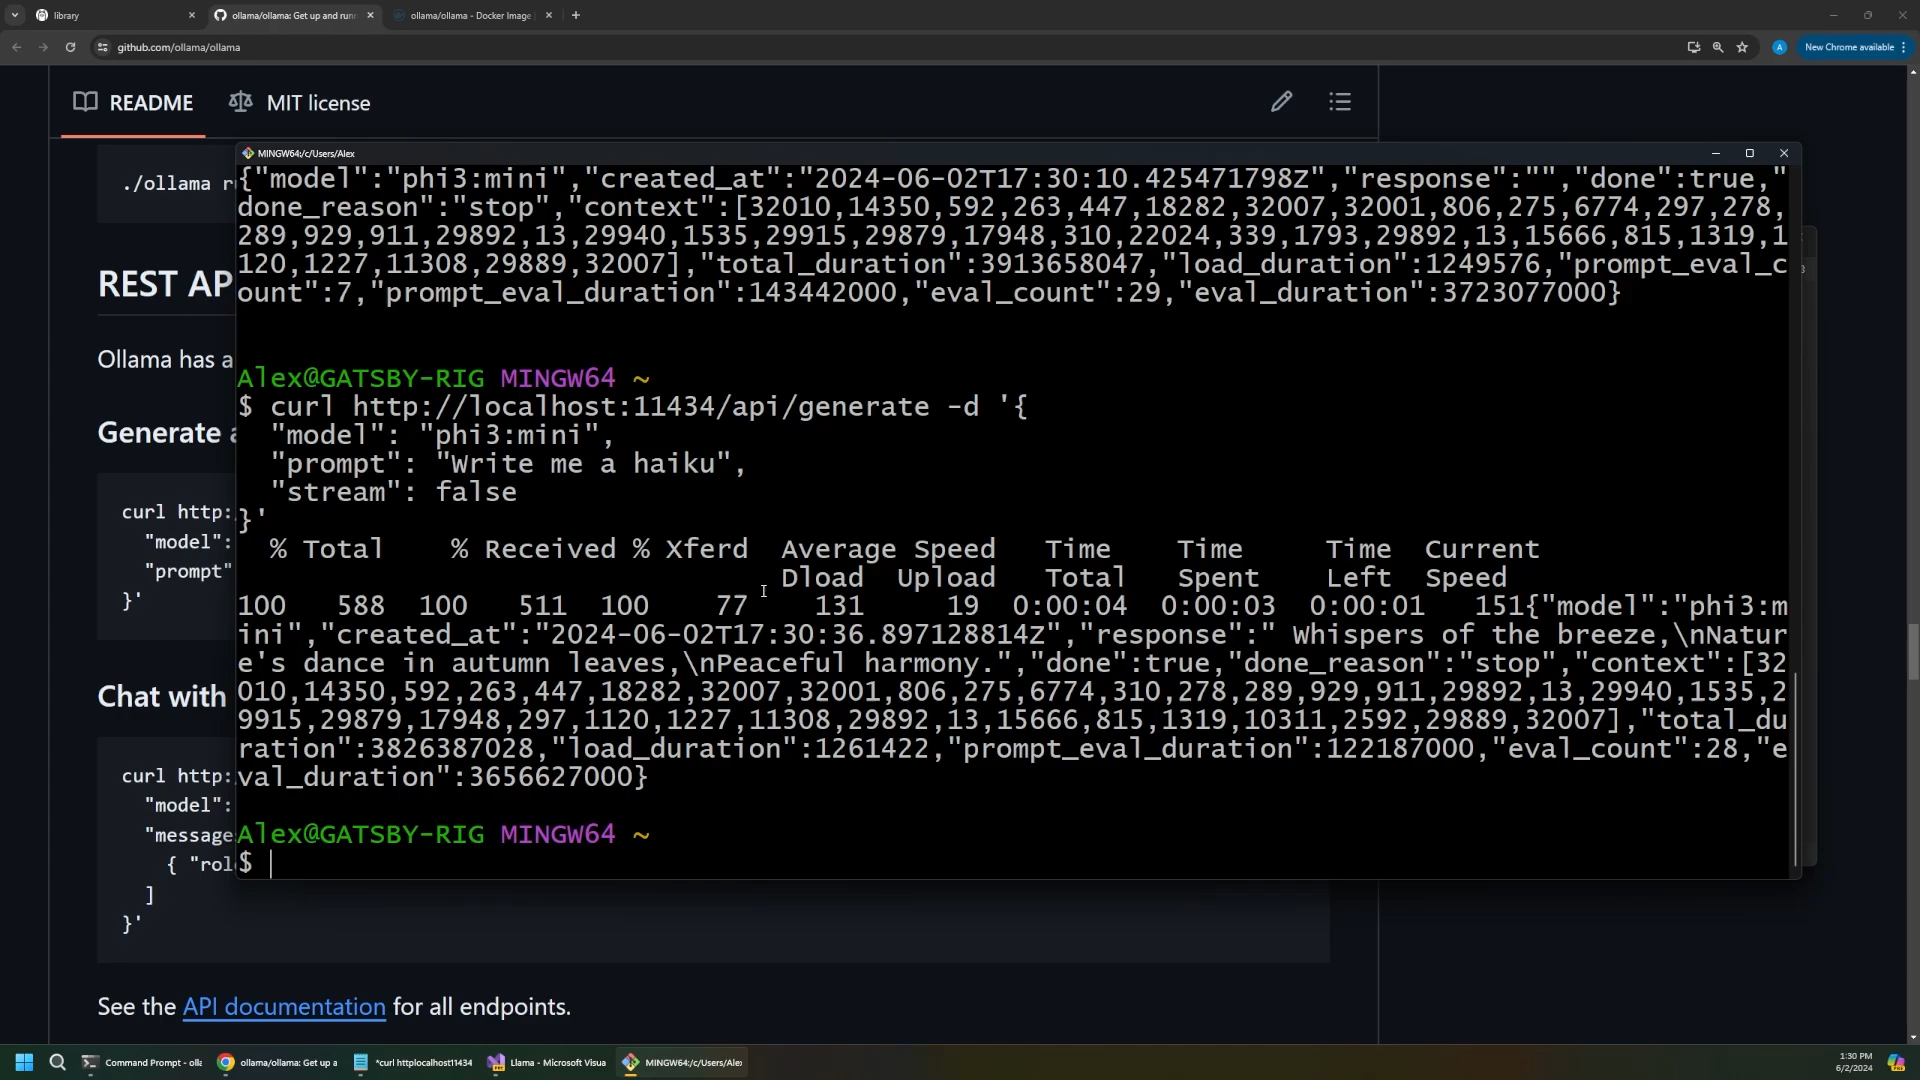 library
ollama/ollama: Get up and run
ollama/ollama - Docker Image
github.com/ollama/ollama
A
New Chrome available
README
MIT license
./ollama r
MINGW64:/c/Users/Alex
{"model":"phi3:mini","created_at":"2024-06-02T17:30:10.425471798Z","response":"","done":true,"
done_reason":"stop","context":[32010,14350,592,263,447,18282,32007,32001,806,275,6774,297,278,
289,929,911,29892,13,29940,1535,29915,29879,17948,310,22024,339,1793,29892,13,15666,815,1319,1
120,1227,11308,29889,32007],"total_duration":3913658047,"load_duration":1249576,"prompt_eval_c
ount":7,"prompt_eval_duration":143442000,"eval_count":29,"eval_duration":3723077000}
REST AP
Ollama has a
Generate a
curl http:
"model":
"prompt"
}'
Chat with
curl http:
"model":
"message
{ "rol
]
}'
Alex@GATSBY-RIG MINGW64 ~
$ curl http://localhost:11434/api/generate -d '{
"model": "phi3:mini",
"prompt": "Write me a haiku",
"stream": false
}'
% Total % Received % Xferd Average Speed Time Time Time Current
Dload Upload Total Spent Left Speed
100 588 100 511 100 77 131 19 0:00:04 0:00:03 0:00:01 151{"model":"phi3:m
ini","created_at":"2024-06-02T17:30:36.897128814Z","response":" Whispers of the breeze,\nNatur
e's dance in autumn leaves,\nPeaceful harmony.","done":true,"done_reason":"stop","context":[32
010,14350,592,263,447,18282,32007,32001,806,275,6774,310,278,289,929,911,29892,13,29940,1535,2
9915,29879,17948,297,1120,1227,11308,29892,13,15666,815,1319,10311,2592,29889,32007],"total_du
ration":3826387028,"load_duration":1261422,"prompt_eval_duration":122187000,"eval_count":28,"e
val_duration":3656627000}
Alex@GATSBY-RIG MINGW64 ~
$
See the API documentation for all endpoints.
Command Prompt - olla
ollama/ollama: Get up a
*curl httplocalhost11434
Llama - Microsoft Visua
MINGW64:/c/Users/Alex
1:30 PM
6/2/2024